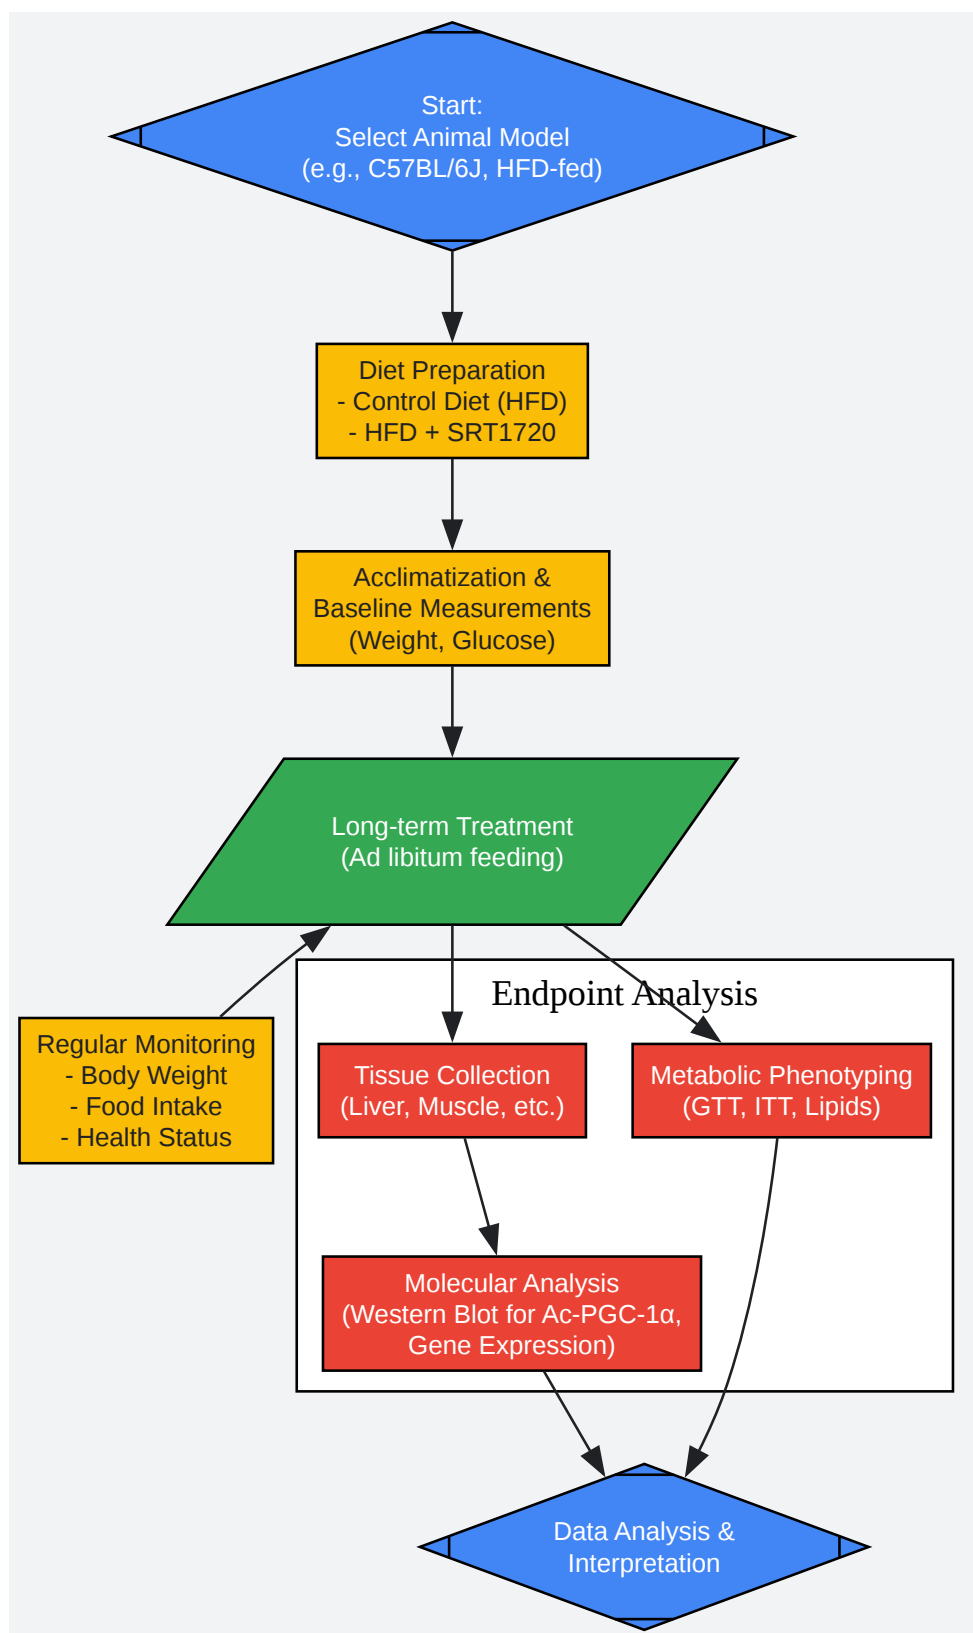 Start:
Select Animal Model
(e.g., C57BL/6J, HFD-fed)
Diet Preparation
- Control Diet (HFD)
- HFD + SRT1720
Acclimatization &
Baseline Measurements
(Weight, Glucose)
Long-term Treatment
(Ad libitum feeding)
Endpoint Analysis
Regular Monitoring
- Body Weight
- Food Intake
- Health Status
Tissue Collection
(Liver, Muscle, etc.)
Metabolic Phenotyping
(GTT, ITT, Lipids)
Molecular Analysis
(Western Blot for Ac-PGC-1α,
Gene Expression)
Data Analysis &
Interpretation